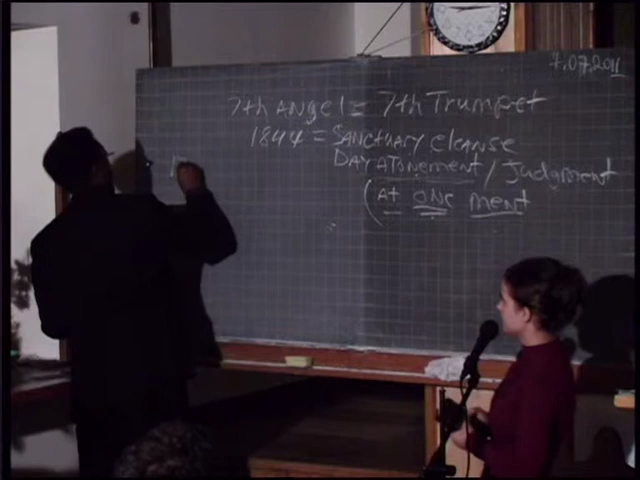 7.07.2011
7th Angel = 7th Trumpet
1844 = Sanctuary Cleanse
Day Atonement / Judgment
(At one ment